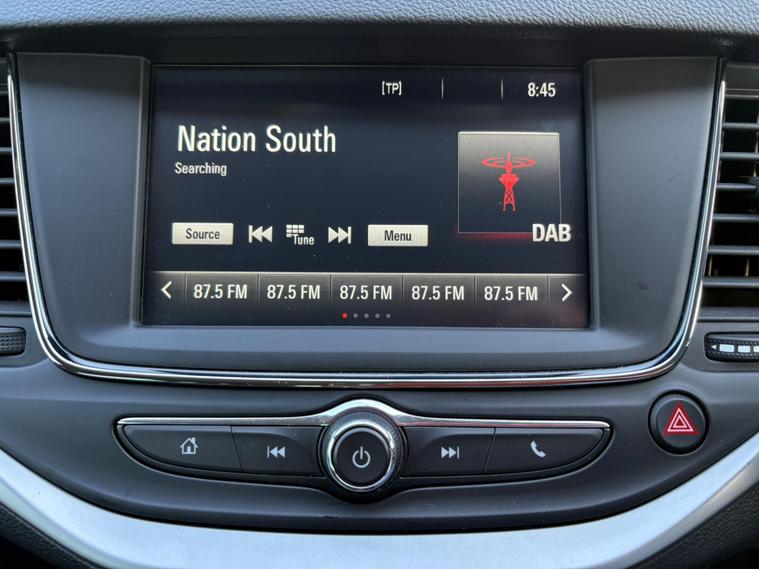 [TP] 8:45
Nation South
Searching
Source Tune Menu
DAB
87.5 FM 87.5 FM 87.5 FM 87.5 FM 87.5 FM